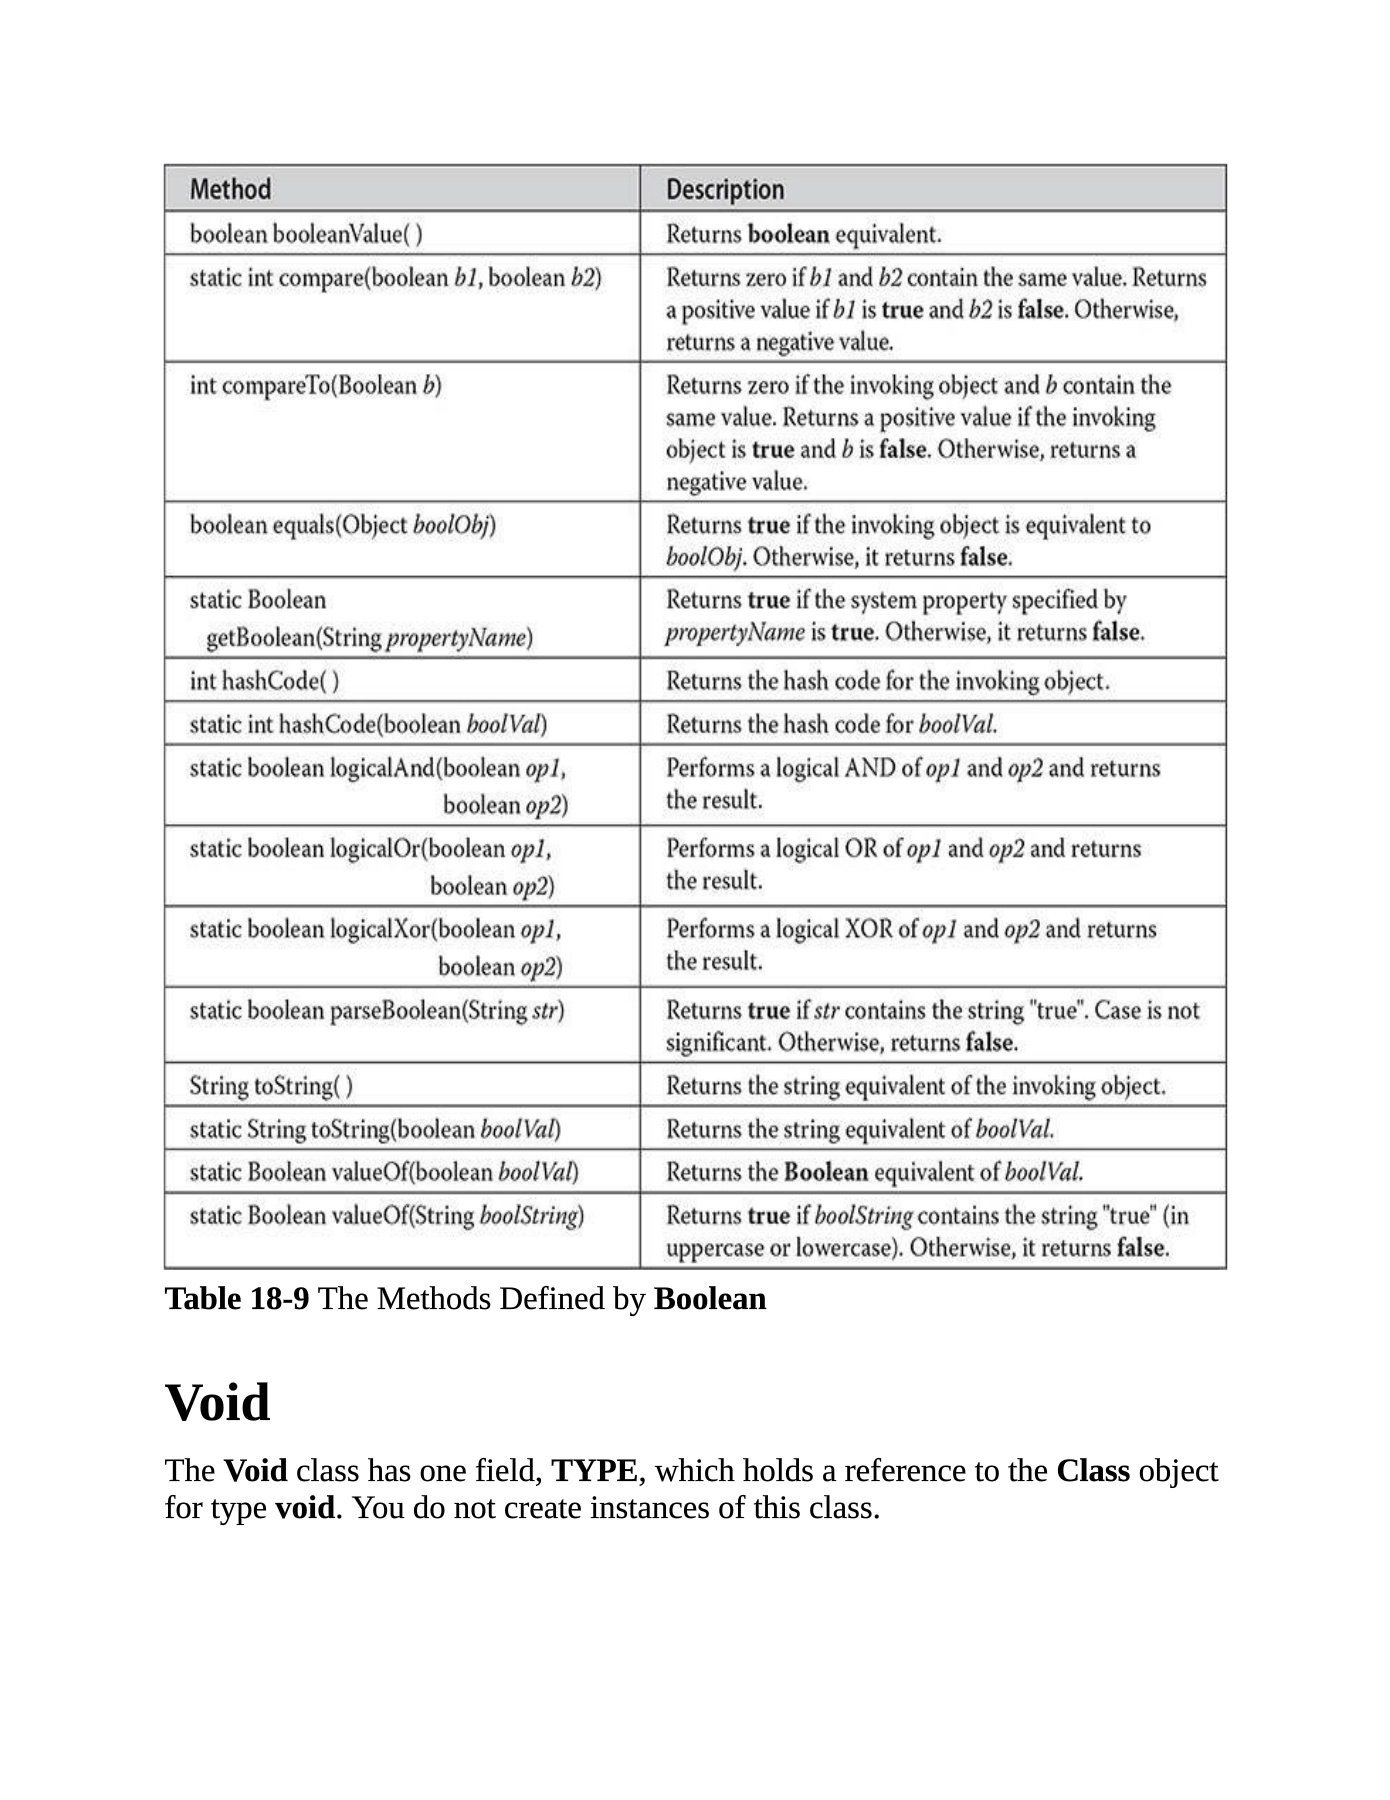 Method Description
boolean booleanValue( ) Returns boolean equivalent.
static int compare(boolean b1, boolean b2) Returns zero if b1 and b2 contain the same value. Returns
a positive value if b1 is true and b2 is false. Otherwise,
returns a negative value.
int compareTo(Boolean b) Returns zero if the invoking object and b contain the
same value. Returns a positive value if the invoking
object is true and b is false. Otherwise, returns a
negative value.
boolean equals(Object boolObj) Returns true if the invoking object is equivalent to
boolObj. Otherwise, it returns false.
static Boolean Returns true if the system property specified by
getBoolean(String propertyName) propertyName is true. Otherwise, it returns false.
int hashCode( ) Returns the hash code for the invoking object.
static int hashCode(boolean boolVal) Returns the hash code for boolVal.
static boolean logicalAnd(boolean op1, Performs a logical AND of op1 and op2 and returns
boolean op2) the result.
static boolean logicalOr(boolean op1, Performs a logical OR of op1 and op2 and returns
boolean op2) the result.
static boolean logicalXor(boolean op1, Performs a logical XOR of op1 and op2 and returns
boolean op2) the result.
static boolean parseBoolean(String str) Returns true if str contains the string "true". Case is not
significant. Otherwise, returns false.
String toString( ) Returns the string equivalent of the invoking object.
static String toString(boolean boolVal) Returns the string equivalent of boolVal.
static Boolean valueOf(boolean boolVal) Returns the Boolean equivalent of boolVal.
static Boolean valueOf(String boolString) Returns true if boolString contains the string "true" (in
uppercase or lowercase). Otherwise, it returns false.
Table 18-9 The Methods Defined by Boolean
Void
The Void class has one field, TYPE, which holds a reference to the Class object
for type void. You do not create instances of this class.